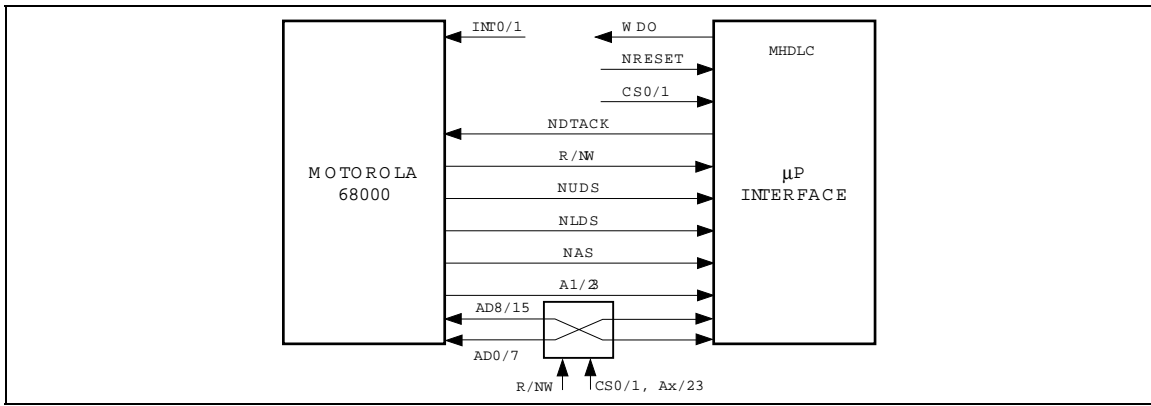 INT0/1
WDO
MHDLC
NRESET
CS0/1
NDTACK
R/NW
MOTOROLA
68000
µP
INTERFACE
NUDS
NLDS
NAS
A1/23
AD8/15
AD0/7
R/NW
CS0/1, Ax/23